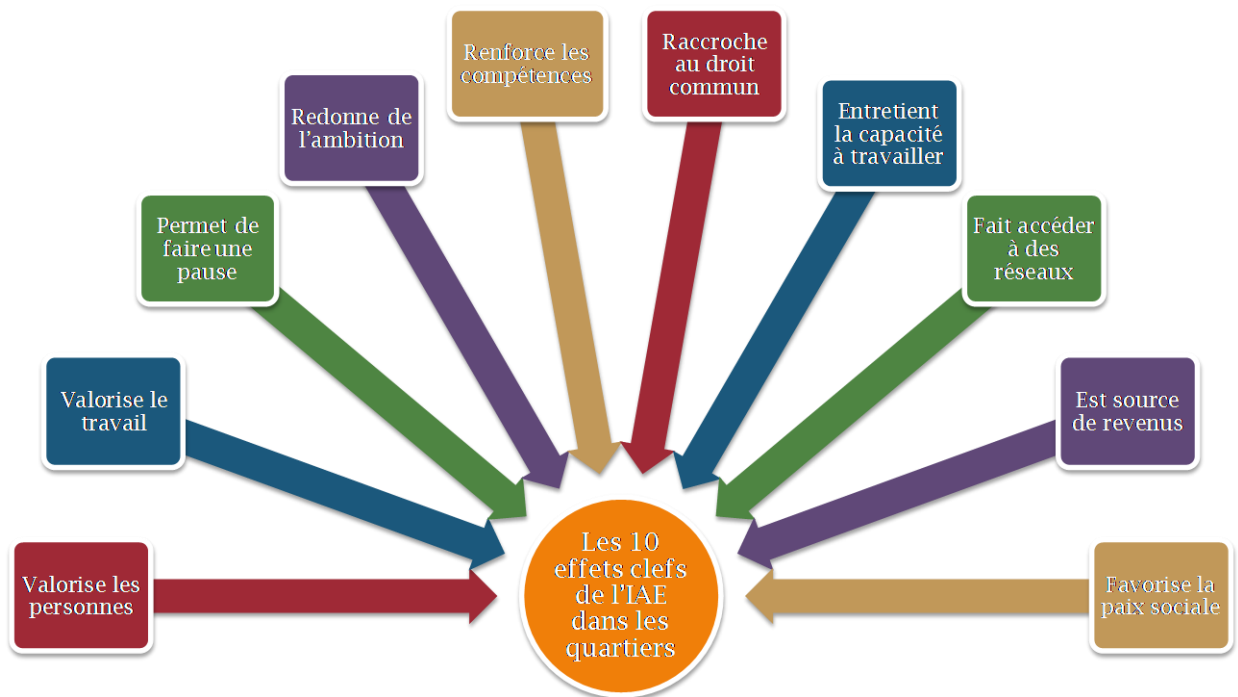 Valorise les
personnes
Valorise le
travail
Permet de
faire une
pause
Redonne de
l'ambition
Renforce les
compétences
Raccroche
au droit
commun
Entretient
la capacité
à travailler
Fait accéder
à des
réseaux
Est source
de revenus
Favorise la
paix sociale
Les 10
effets clefs
de l'IAE
dans les
quartiers